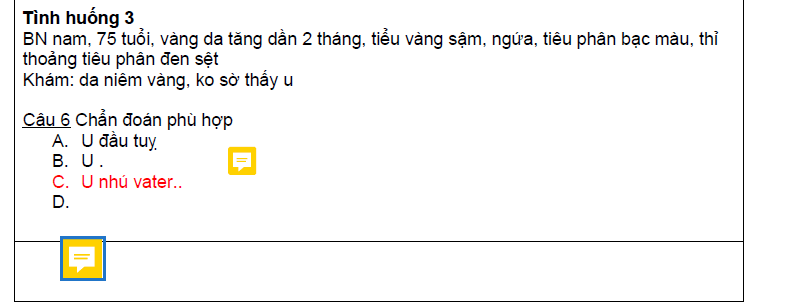 Tình huống 3
BN nam, 75 tuổi, vàng da tăng dần 2 tháng, tiểu vàng sậm, ngứa, tiêu phân bạc màu, thỉ
thoảng tiêu phân đen sệt
Khám: da niêm vàng, ko sờ thấy u
Câu 6 Chẩn đoán phù hợp
A. U đầu tuỵ
B. U .
C. U nhú vater..
D.